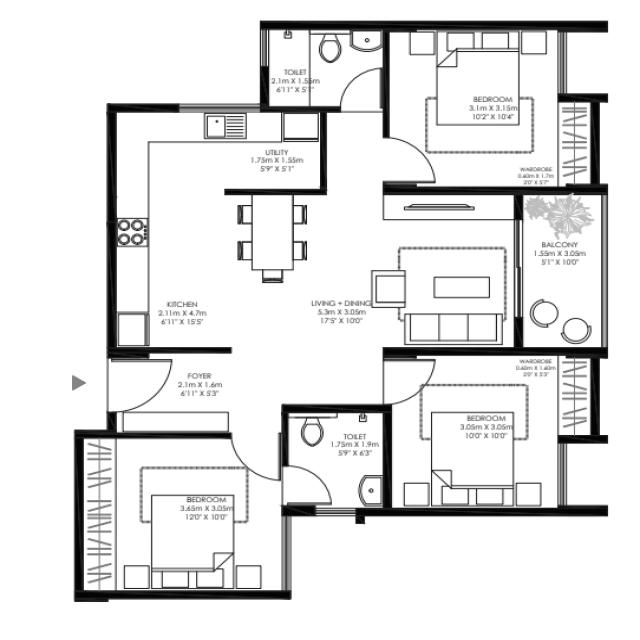 TOILET
2.1m X 1.55m
6'11" X 5'1"
BEDROOM
3.1m X 3.15m
10'2" X 10'4"
UTILITY
1.75m X 1.55m
5'9" X 5'1"
WARDROBE
0.60m X 1.7m
2'0" X 5'7"
BALCONY
1.55m X 3.05m
5'1" X 10'0"
KITCHEN
2.11m X 4.7m
6'11" X 15'5"
LIVING + DINING
5.3m X 3.05m
17'5" X 10'0"
WARDROBE
0.60m X 1.60m
2'0" X 5'3"
FOYER
2.1m X 1.6m
6'11" X 5'3"
BEDROOM
3.05m X 3.05m
10'0" X 10'0"
TOILET
1.75m X 1.9m
5'9" X 6'3"
BEDROOM
3.65m X 3.05m
12'0" X 10'0"